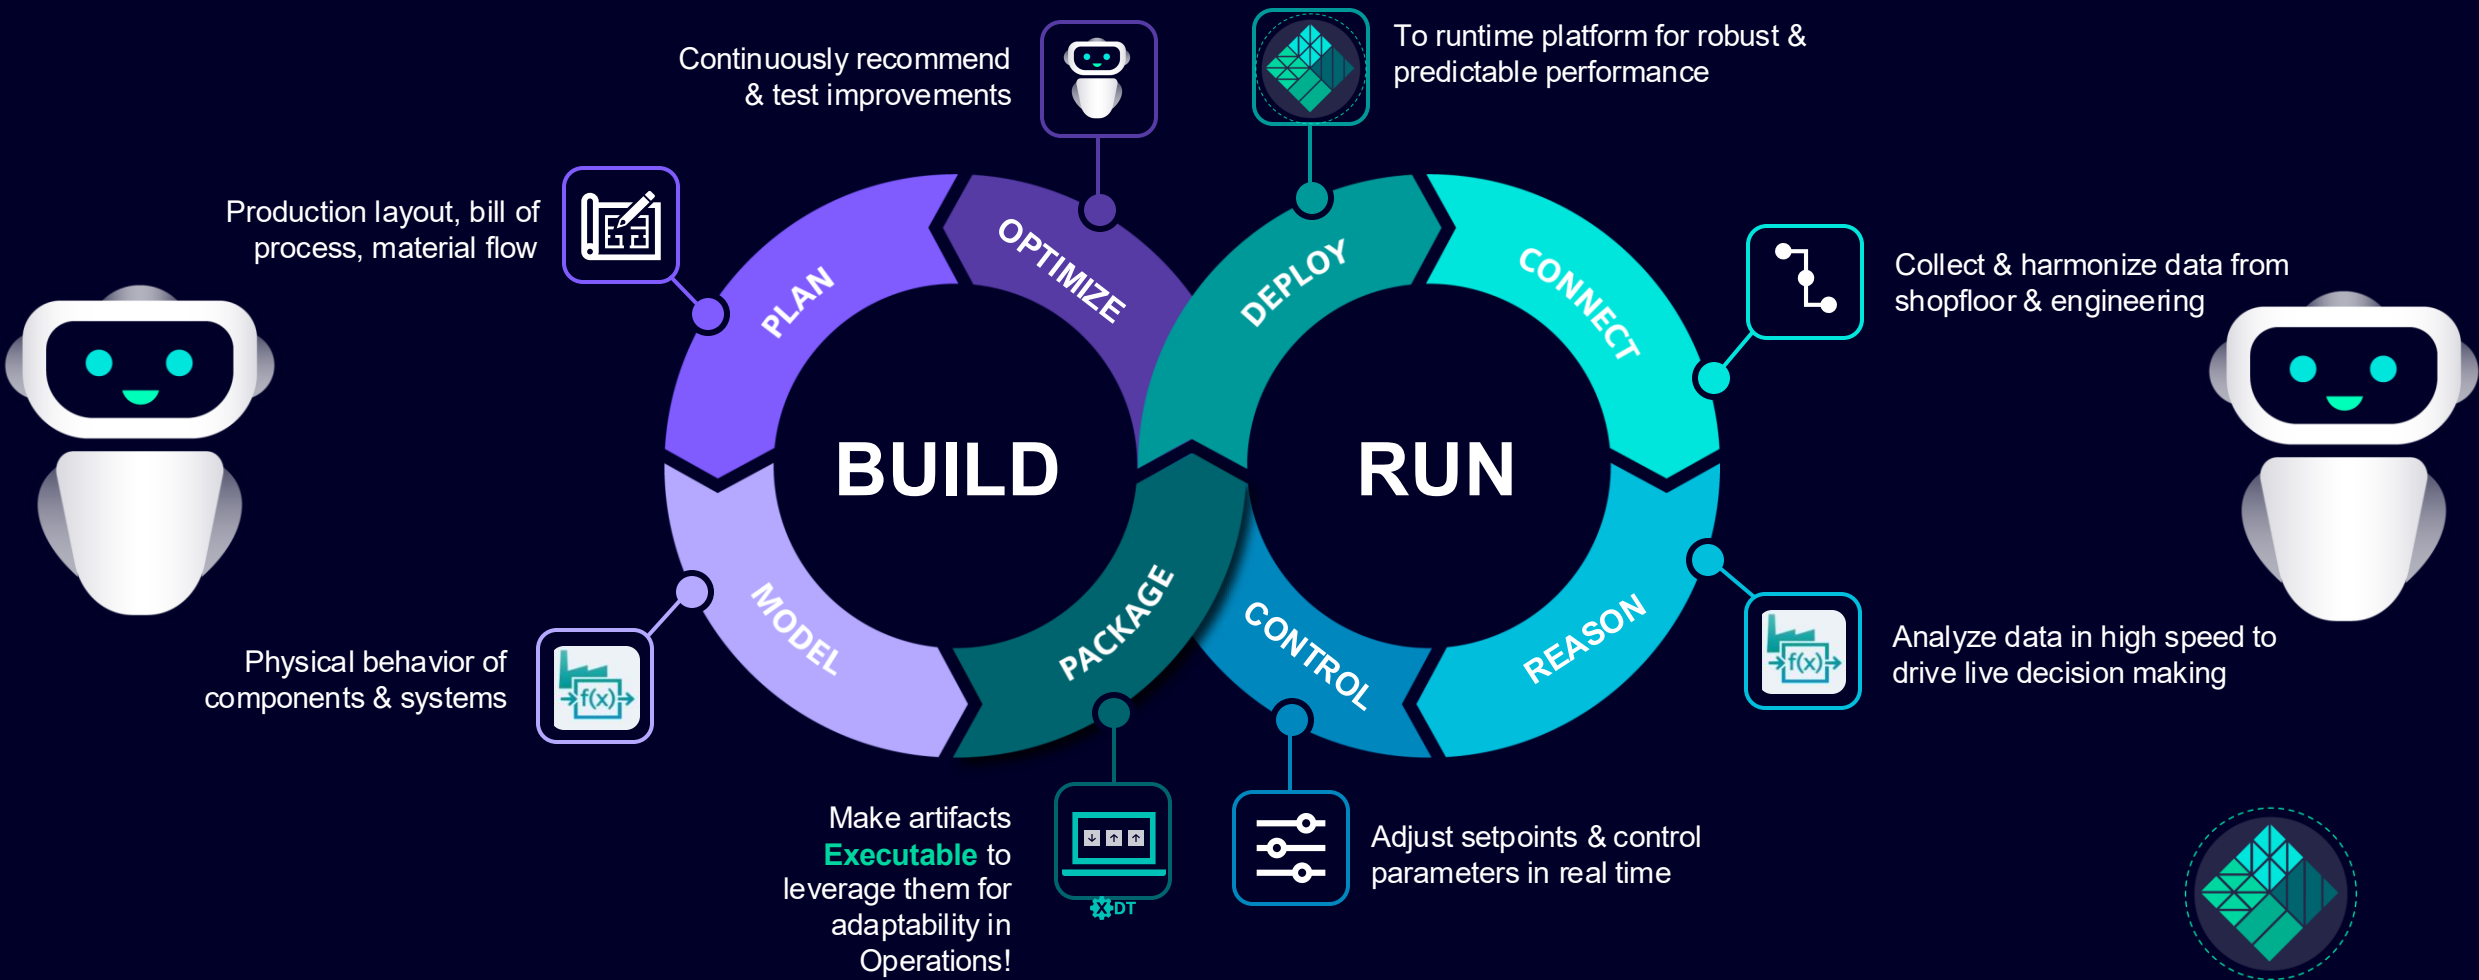 Continuously recommend
& test improvements
To runtime platform for robust &
predictable performance
Production layout, bill of
process, material flow
OPTIMIZE
DEPLOY
PLAN
CONNECT
Collect & harmonize data from
shopfloor & engineering
BUILD
RUN
MODEL
PACKAGE
CONTROL
REASON
Physical behavior of
components & systems
f(x)
f(x)
Analyze data in high speed to
drive live decision making
Make artifacts
Executable to
leverage them for
adaptability in
Operations!
XDT
Adjust setpoints & control
parameters in real time